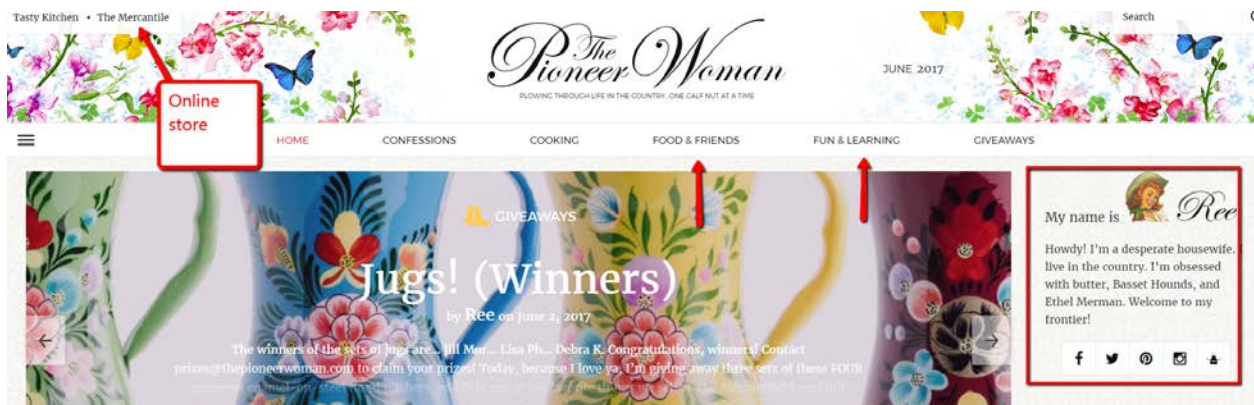 Tasty Kitchen • The Mercantile
Search
Online
store
The
Pioneer Woman
PLOWING THROUGH LIFE IN THE COUNTRY...ONE CALF NUT AT A TIME
JUNE 2017
HOME CONFESSIONS COOKING FOOD & FRIENDS FUN & LEARNING GIVEAWAYS
GIVEAWAYS
Jugs! (Winners)
by Ree on June 2, 2017
The winners of the sets of Jugs are... Jill Mor... Lisa Ph... Debra K. Congratulations, winners! Contact
prizes@thepioneerwoman.com to claim your prizes! Today, because I love ya, I'm giving away three sets of these FOUR
My name is Ree
Howdy! I'm a desperate housewife.
live in the country. I'm obsessed
with butter, Basset Hounds, and
Ethel Merman. Welcome to my
frontier!